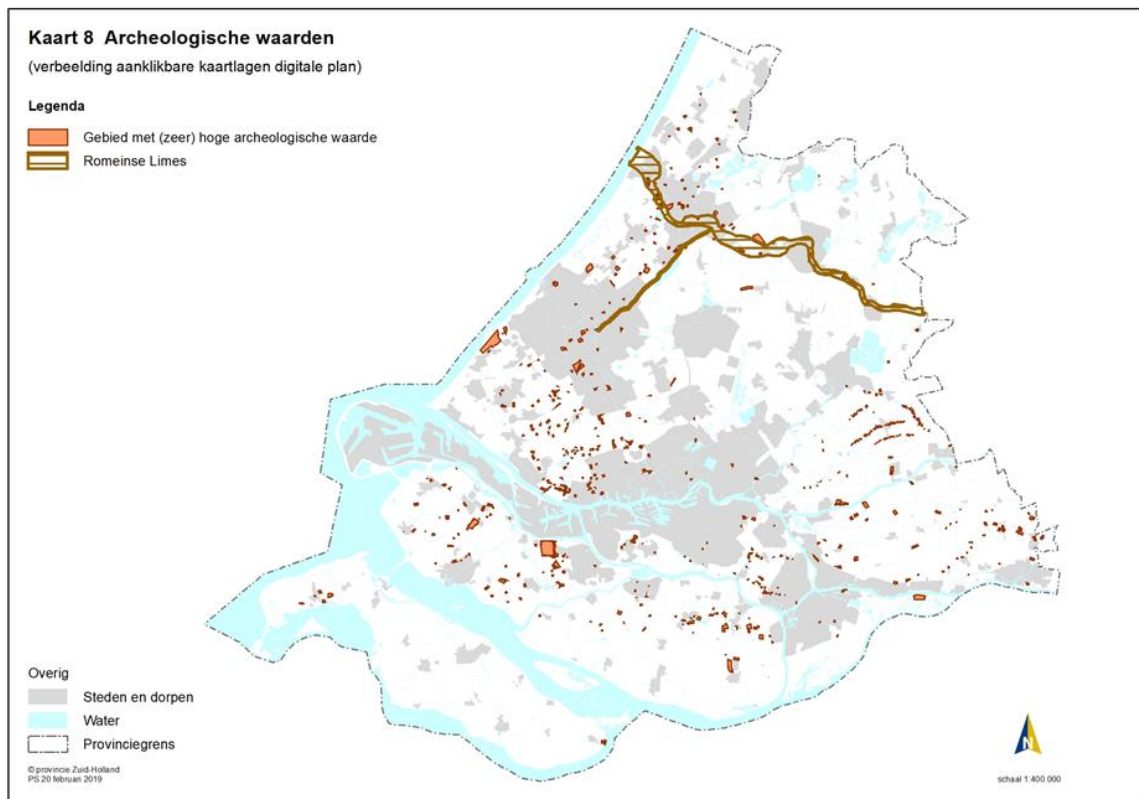 Kaart 8 Archeologische waarden
(verbeelding aanklikbare kaartlagen digitale plan)
Legenda
Gebied met (zeer) hoge archeologische waarde
Romeinse Limes
Overig
Steden en dorpen
Water
Provinciegrens
© provincie Zuid-Holland
PS 20 februari 2019
N
schaal 1:400.000